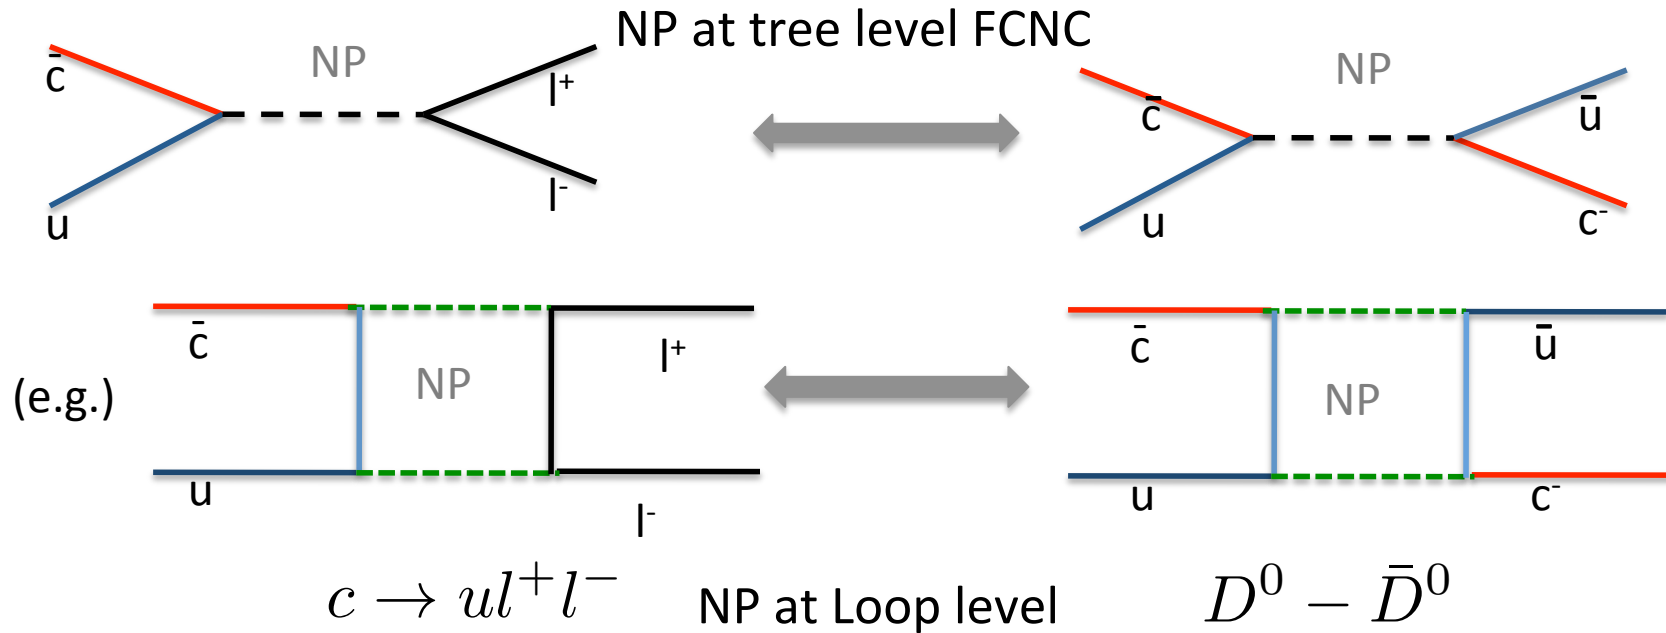 NP at tree level FCNC
c̄
u
NP
l⁺
l⁻
c̄
u
NP
ū
c⁻
(e.g.)
c̄
u
NP
l⁺
l⁻
c̄
u
NP
ū
c⁻
c → ul⁺l⁻
NP at Loop level
D⁰ − D̄⁰